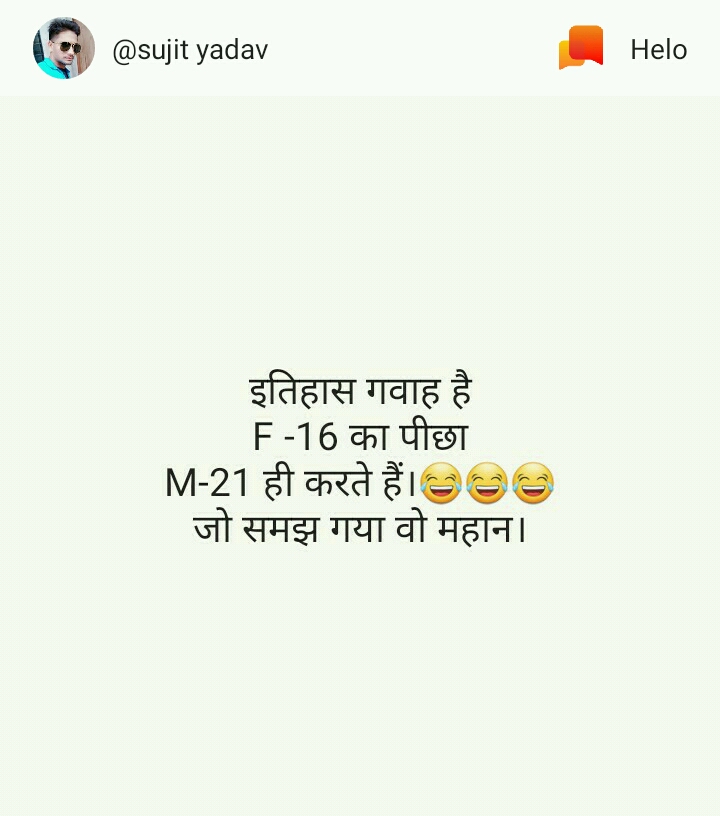 @sujit yadav
Helo
इतिहास गवाह है
F -16 का पीछा
M-21 ही करते हैं।😂😂😂
जो समझ गया वो महान।